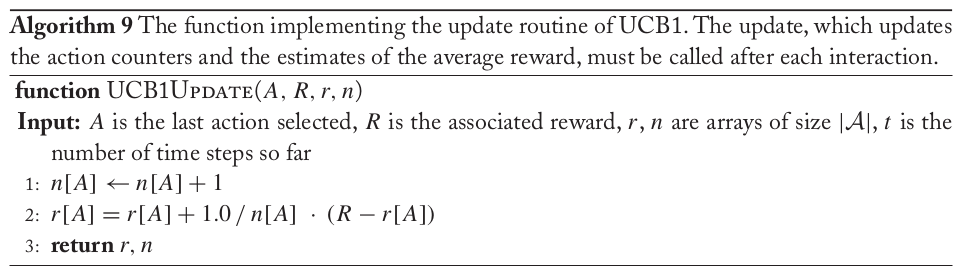 Algorithm 9 The function implementing the update routine of UCB1. The update, which updates
the action counters and the estimates of the average reward, must be called after each interaction.
function UCB1UPDATE(A, R, r, n)
Input: A is the last action selected, R is the associated reward, r, n are arrays of size |𝒜|, t is the
number of time steps so far
1: n[A] ← n[A] + 1
2: r[A] = r[A] + 1.0 / n[A] · (R − r[A])
3: return r, n